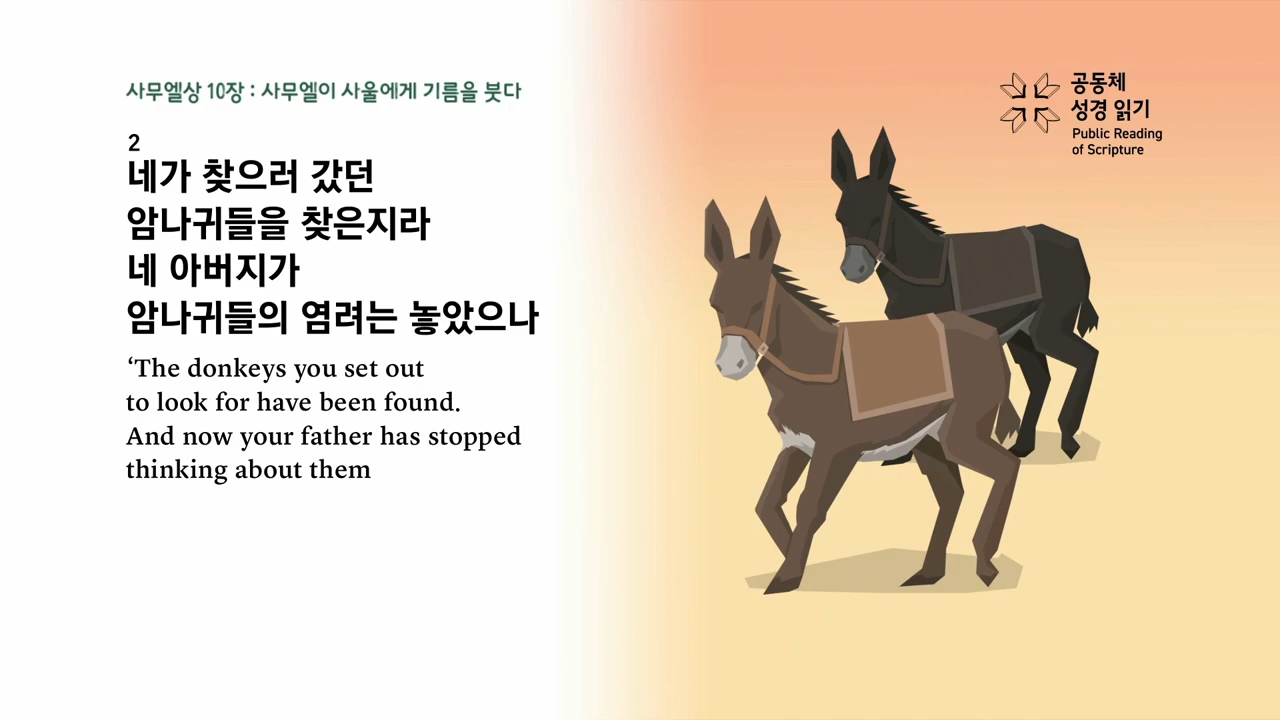 사무엘상 10장 : 사무엘이 사울에게 기름을 붓다
2
네가 찾으러 갔던
암나귀들을 찾은지라
네 아버지가
암나귀들의 염려는 놓았으나
‘The donkeys you set out
to look for have been found.
And now your father has stopped
thinking about them
공동체
성경 읽기
Public Reading
of Scripture